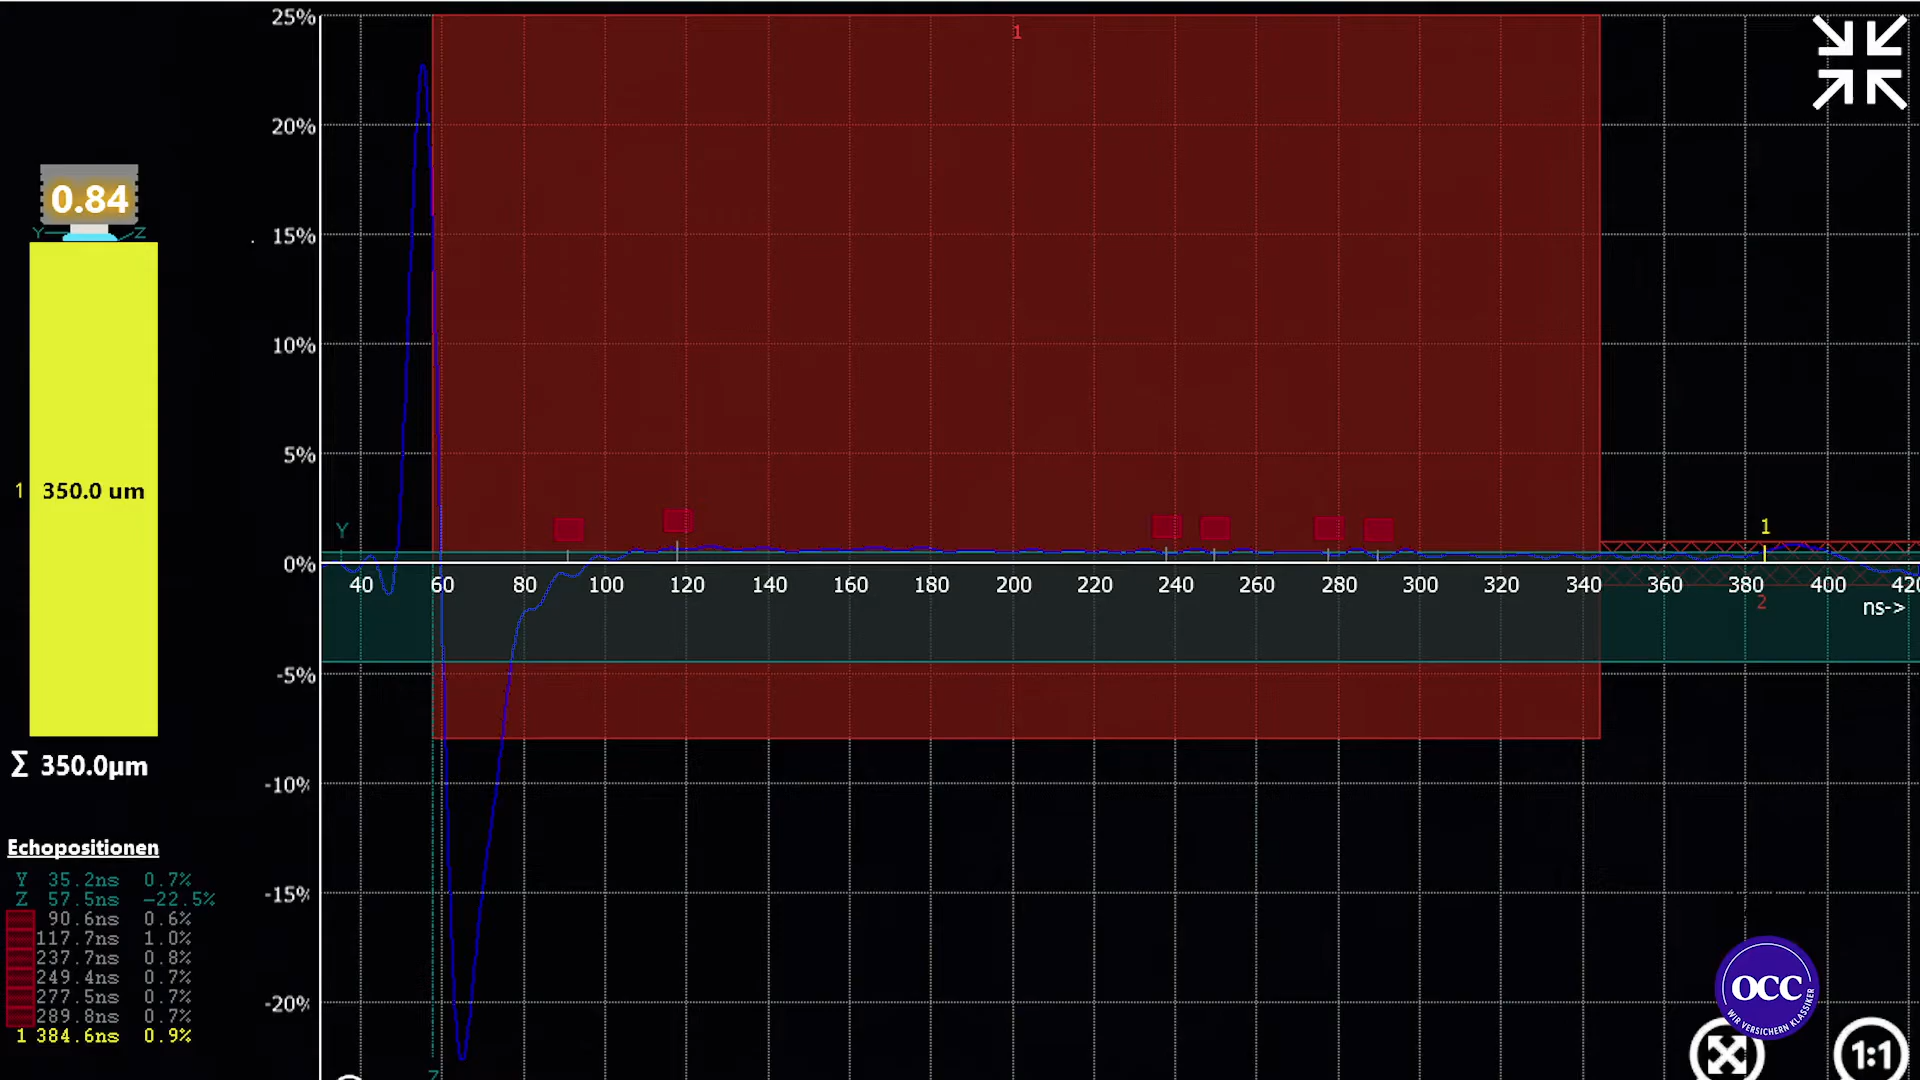 25%
20%
15%
10%
5%
0%
-5%
-10%
-15%
-20%
1
0.84
Y Z
1 350.0 um
Σ 350.0µm
Y
1
40 60 80 100 120 140 160 180 200 220 240 260 280 300 320 340 360 380 400 420
2
ns->
Echopositionen
Y 35.2ns 0.7%
Z 57.5ns -22.5%
90.6ns 0.6%
117.7ns 1.0%
237.7ns 0.8%
249.4ns 0.7%
277.5ns 0.7%
289.8ns 0.7%
1 384.6ns 0.9%
Z
OCC
WIR VERSICHERN KLASSIKER
1:1